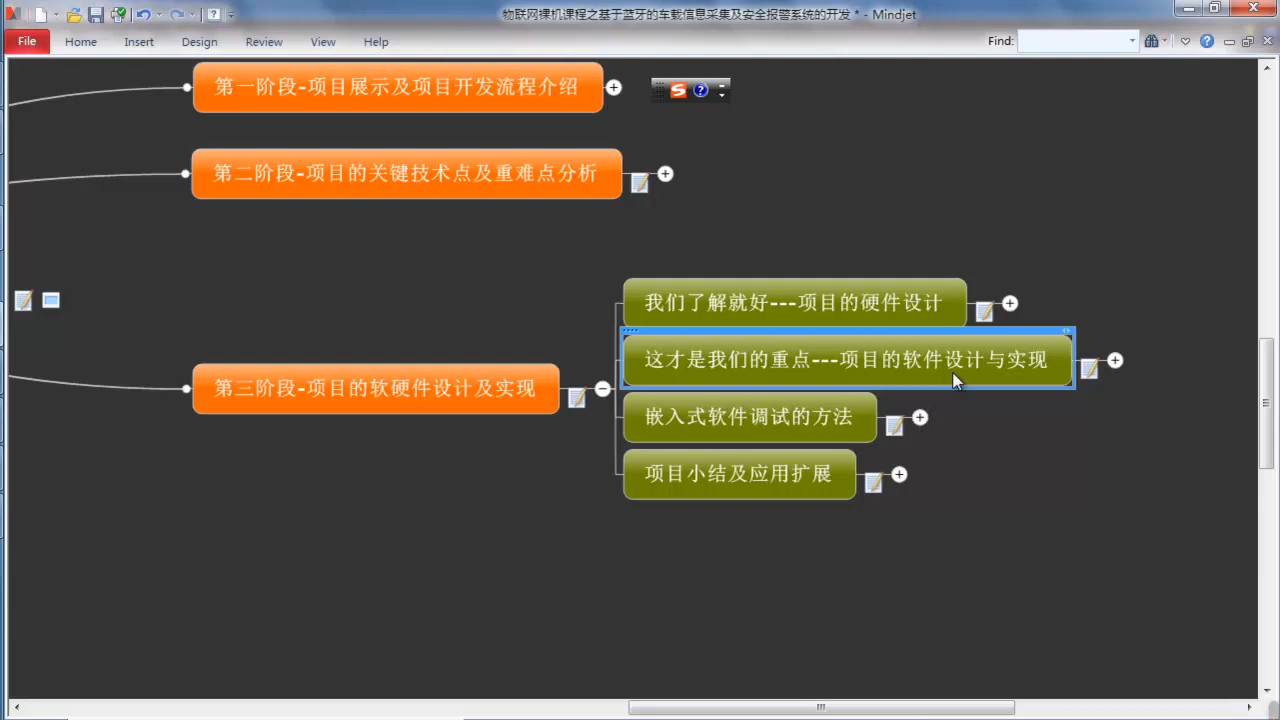 物联网裸机课程之基于蓝牙的车载信息采集及安全报警系统的开发 * - Mindjet
File Home Insert Design Review View Help Find:
第一阶段-项目展示及项目开发流程介绍
第二阶段-项目的关键技术点及重难点分析
我们了解就好---项目的硬件设计
这才是我们的重点---项目的软件设计与实现
第三阶段-项目的软硬件设计及实现
嵌入式软件调试的方法
项目小结及应用扩展